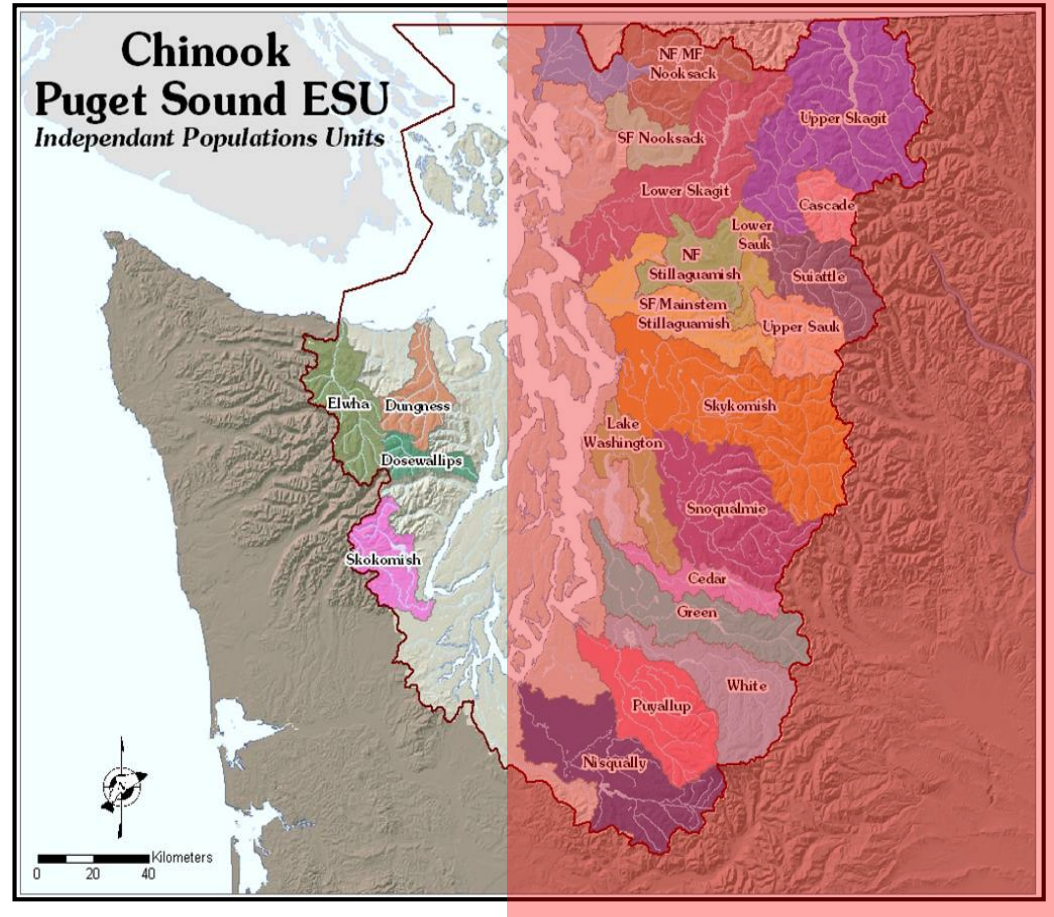 Chinook
Puget Sound ESU
Independant Populations Units
NF MF
Nooksack
Upper Skagit
SF Nooksack
Lower Skagit
Cascade
Lower
Sauk
NF
Stillaguamish
Suiattle
SF Mainstem
Stillaguamish
Upper Sauk
Elwha
Dungness
Skykomish
Lake
Washington
Dosewallips
Snoqualmie
Skokomish
Cedar
Green
White
Puyallup
Nisqually
Kilometers
0 20 40